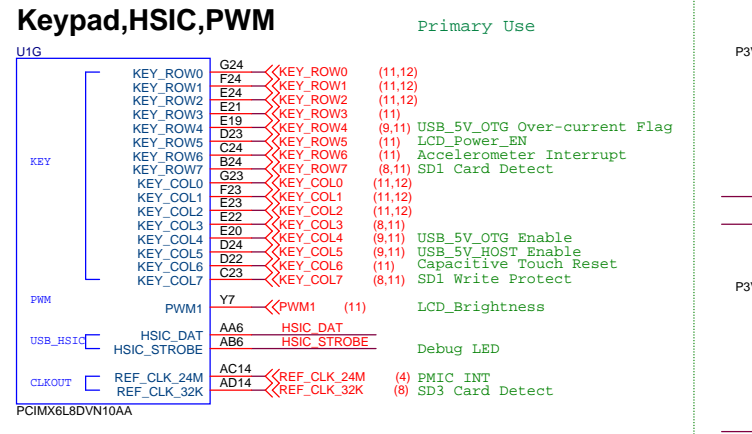 Keypad,HSIC,PWM
Primary Use
U1G
KEY_ROW0 G24 KEY_ROW0 (11,12)
KEY_ROW1 F24 KEY_ROW1 (11,12)
KEY_ROW2 E24 KEY_ROW2 (11,12)
KEY_ROW3 E21 KEY_ROW3 (11)
KEY_ROW4 E19 KEY_ROW4 (9,11) USB_5V_OTG Over-current Flag
KEY_ROW5 D23 KEY_ROW5 (11) LCD_Power_EN
KEY_ROW6 C24 KEY_ROW6 (11) Accelerometer Interrupt
KEY KEY_ROW7 B24 KEY_ROW7 (8,11) SD1 Card Detect
KEY_COL0 G23 KEY_COL0 (11,12)
KEY_COL1 F23 KEY_COL1 (11,12)
KEY_COL2 E23 KEY_COL2 (11,12)
KEY_COL3 E22 KEY_COL3 (8,11)
KEY_COL4 E20 KEY_COL4 (9,11) USB_5V_OTG Enable
KEY_COL5 D24 KEY_COL5 (9,11) USB_5V_HOST Enable
KEY_COL6 D22 KEY_COL6 (11) Capacitive Touch Reset
KEY_COL7 C23 KEY_COL7 (8,11) SD1 Write Protect
PWM PWM1 Y7 PWM1 (11) LCD_Brightness
USB_HSIC HSIC_DAT AA6 HSIC_DAT
HSIC_STROBE AB6 HSIC_STROBE Debug LED
CLKOUT REF_CLK_24M AC14 REF_CLK_24M (4) PMIC INT
REF_CLK_32K AD14 REF_CLK_32K (8) SD3 Card Detect
PCIMX6L8DVN10AA